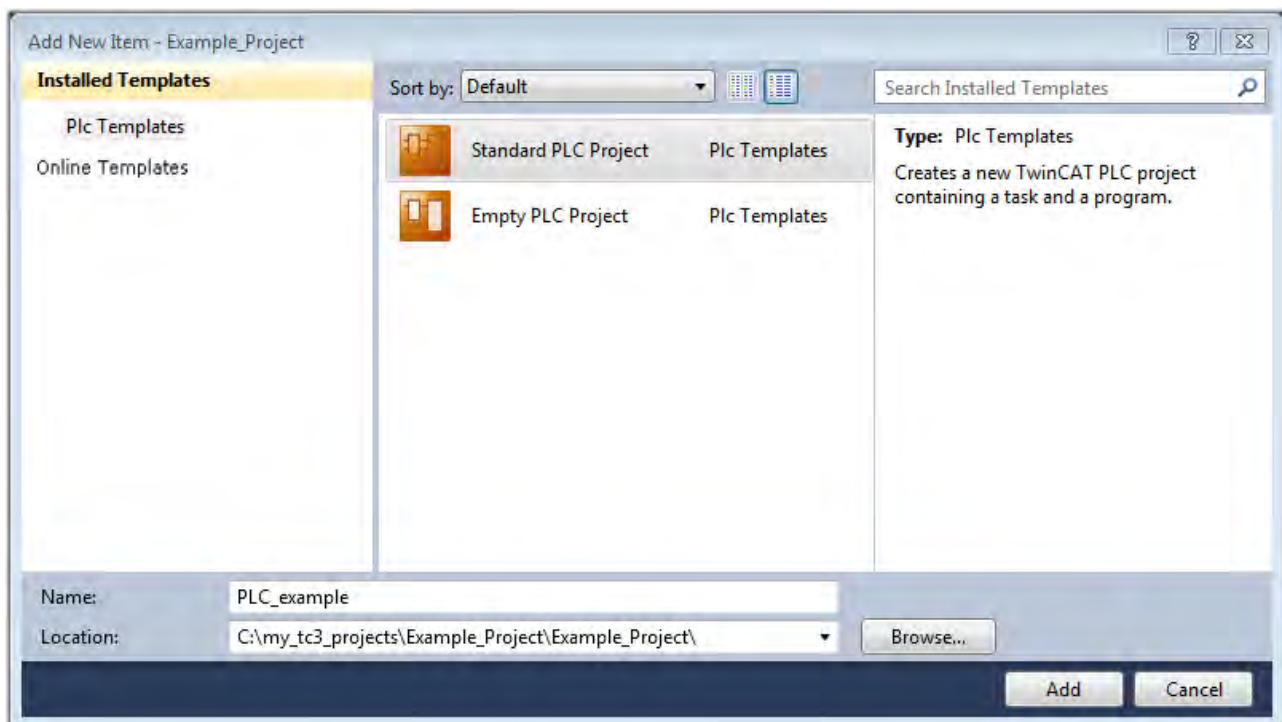 Add New Item - Example_Project
Installed Templates
Plc Templates
Online Templates
Sort by: Default
Standard PLC Project Plc Templates
Empty PLC Project Plc Templates
Search Installed Templates
Type: Plc Templates
Creates a new TwinCAT PLC project
containing a task and a program.
Name: PLC_example
Location: C:\my_tc3_projects\Example_Project\Example_Project\
Browse...
Add
Cancel